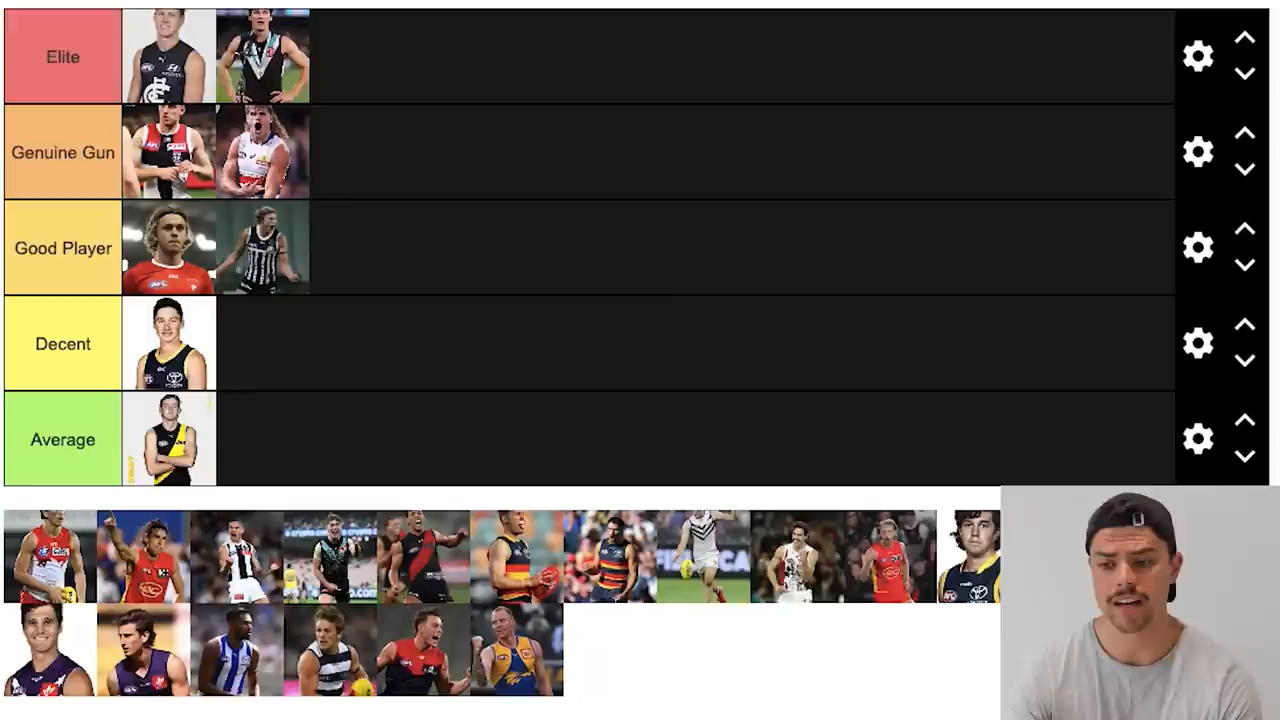 Elite
Genuine Gun
Good Player
Decent
Average